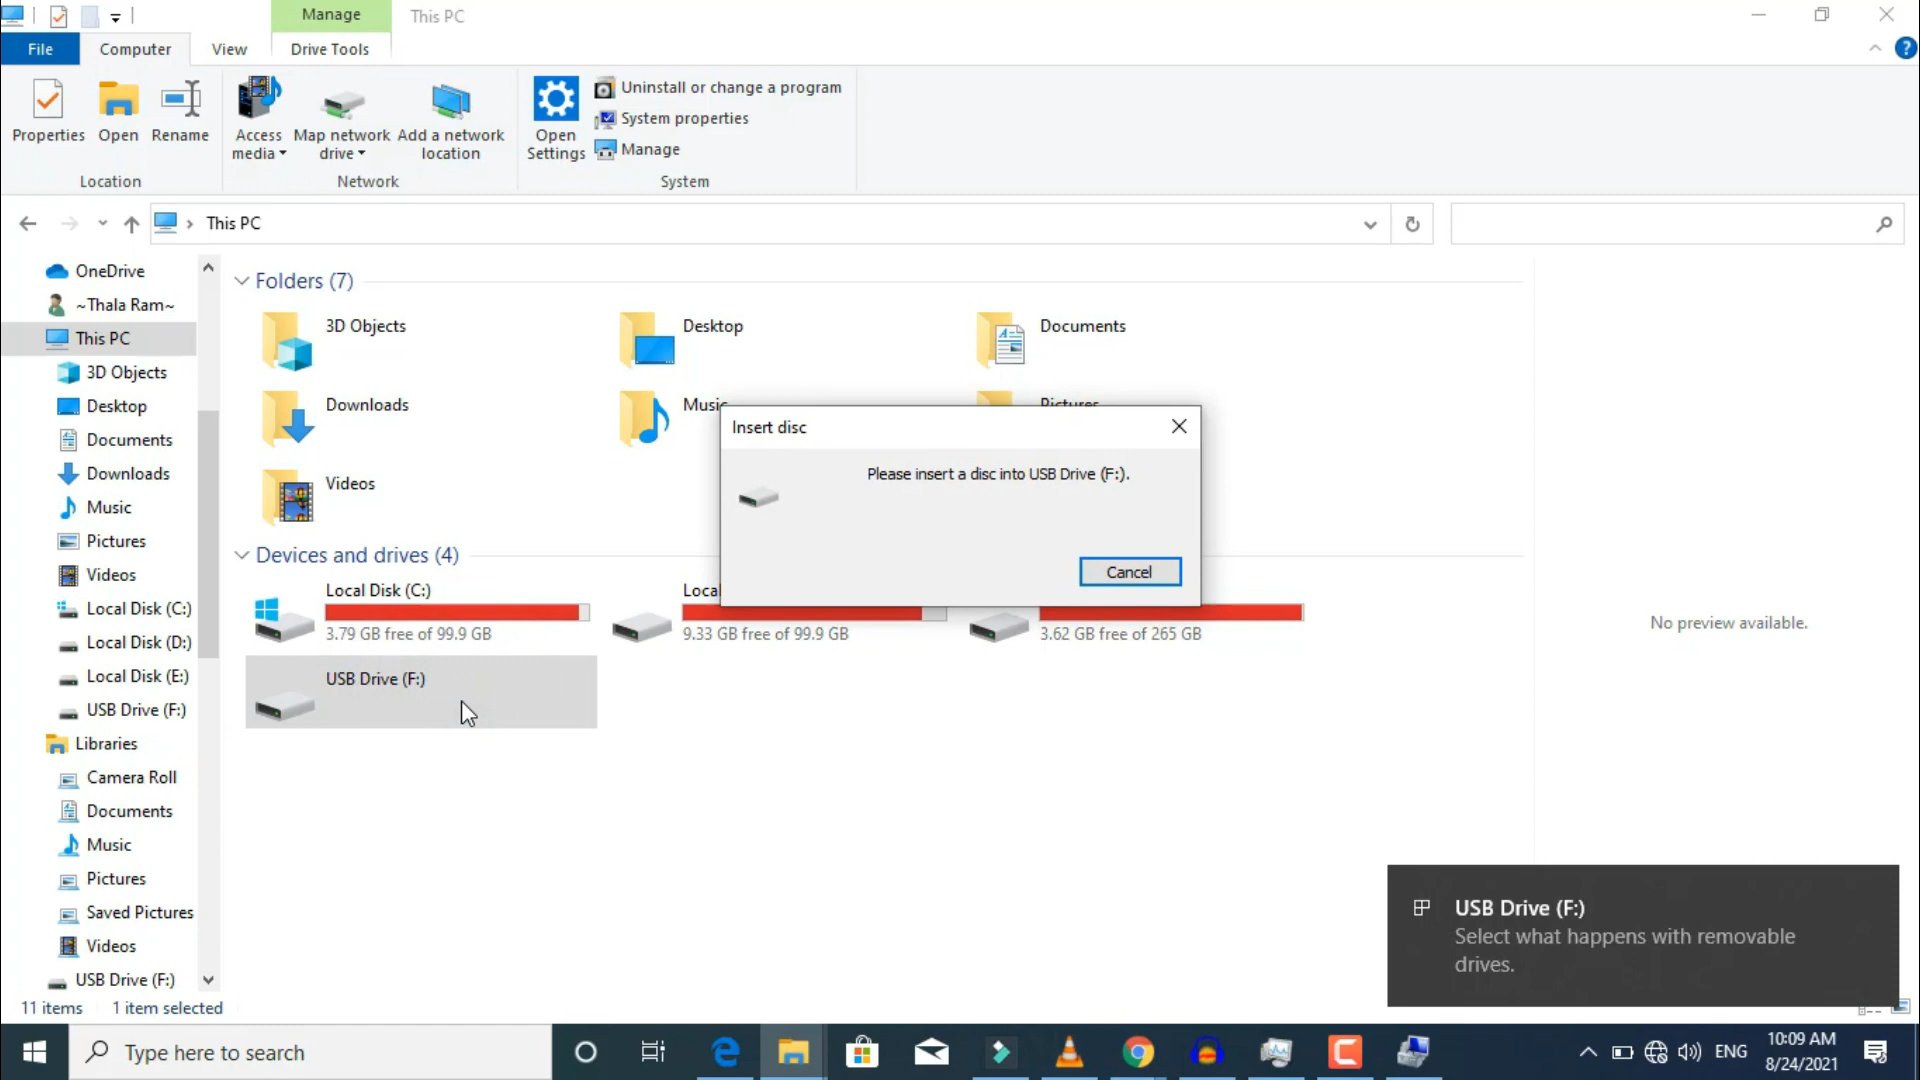 Manage
This PC
File
Computer
View
Drive Tools
Properties
Open
Rename
Access media
Map network drive
Add a network location
Open Settings
Uninstall or change a program
System properties
Manage
Location
Network
System
This PC
OneDrive
~Thala Ram~
This PC
3D Objects
Desktop
Documents
Downloads
Music
Pictures
Videos
Local Disk (C:)
Local Disk (D:)
Local Disk (E:)
USB Drive (F:)
Libraries
Camera Roll
Documents
Music
Pictures
Saved Pictures
Videos
USB Drive (F:)
Folders (7)
3D Objects
Desktop
Documents
Downloads
Music
Pictures
Videos
Devices and drives (4)
Local Disk (C:)
3.79 GB free of 99.9 GB
9.33 GB free of 99.9 GB
3.62 GB free of 265 GB
USB Drive (F:)
Insert disc
Please insert a disc into USB Drive (F:).
Cancel
No preview available.
USB Drive (F:)
Select what happens with removable
drives.
11 items
1 item selected
Type here to search
ENG
10:09 AM
8/24/2021